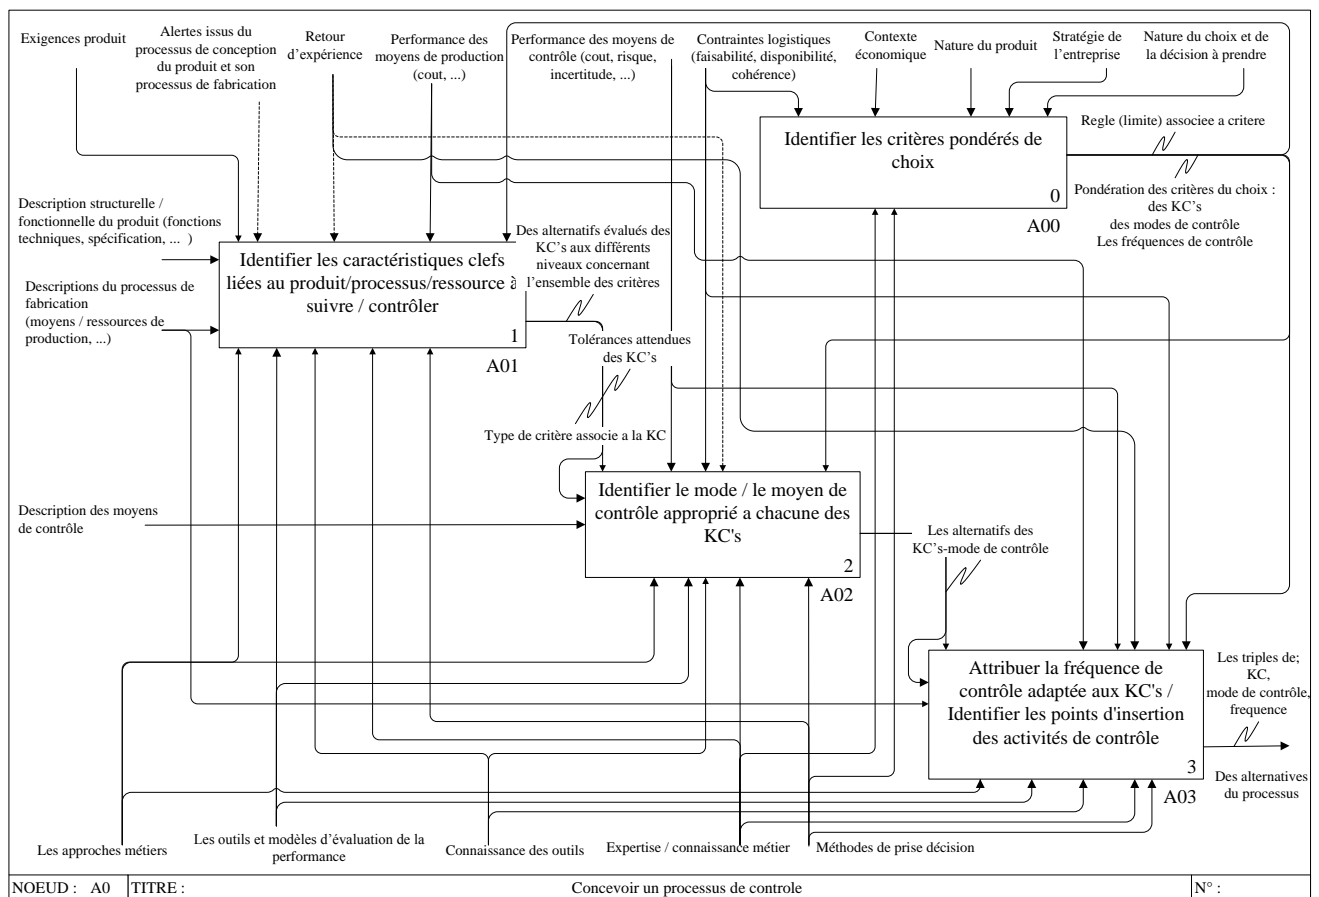 Exigences produit
Alertes issus du
processus de conception
du produit et son
processus de fabrication
Retour
d'expérience
Performance des
moyens de production
(cout, ...)
Performance des moyens de
contrôle (cout, risque,
incertitude, ...)
Contraintes logistiques
(faisabilité, disponibilité,
cohérence)
Contexte
économique
Nature du produit
Stratégie de
l'entreprise
Nature du choix et de
la décision à prendre
Identifier les critères pondérés de
choix
0
A00
Regle (limite) associee a critere
Pondération des critères du choix :
des KC's
des modes de contrôle
Les fréquences de contrôle
Description structurelle /
fonctionnelle du produit (fonctions
techniques, spécification, ... )
Descriptions du processus de
fabrication
(moyens / ressources de
production, ...)
Identifier les caractéristiques clefs
liées au produit/processus/ressource à
suivre / contrôler
1
A01
Des alternatifs évalués des
KC's aux différents
niveaux concernant
l'ensemble des critères
Tolérances attendues
des KC's
Type de critère associe a la KC
Description des moyens
de contrôle
Identifier le mode / le moyen de
contrôle approprié a chacune des
KC's
2
A02
Les alternatifs des
KC's-mode de contrôle
Attribuer la fréquence de
contrôle adaptée aux KC's /
Identifier les points d'insertion
des activités de contrôle
3
A03
Les triples de;
KC,
mode de contrôle,
frequence
Des alternatives
du processus
Les approches métiers
Les outils et modèles d'évaluation de la
performance
Connaissance des outils
Expertise / connaissance métier
Méthodes de prise décision
NOEUD : A0
TITRE :
Concevoir un processus de controle
N° :